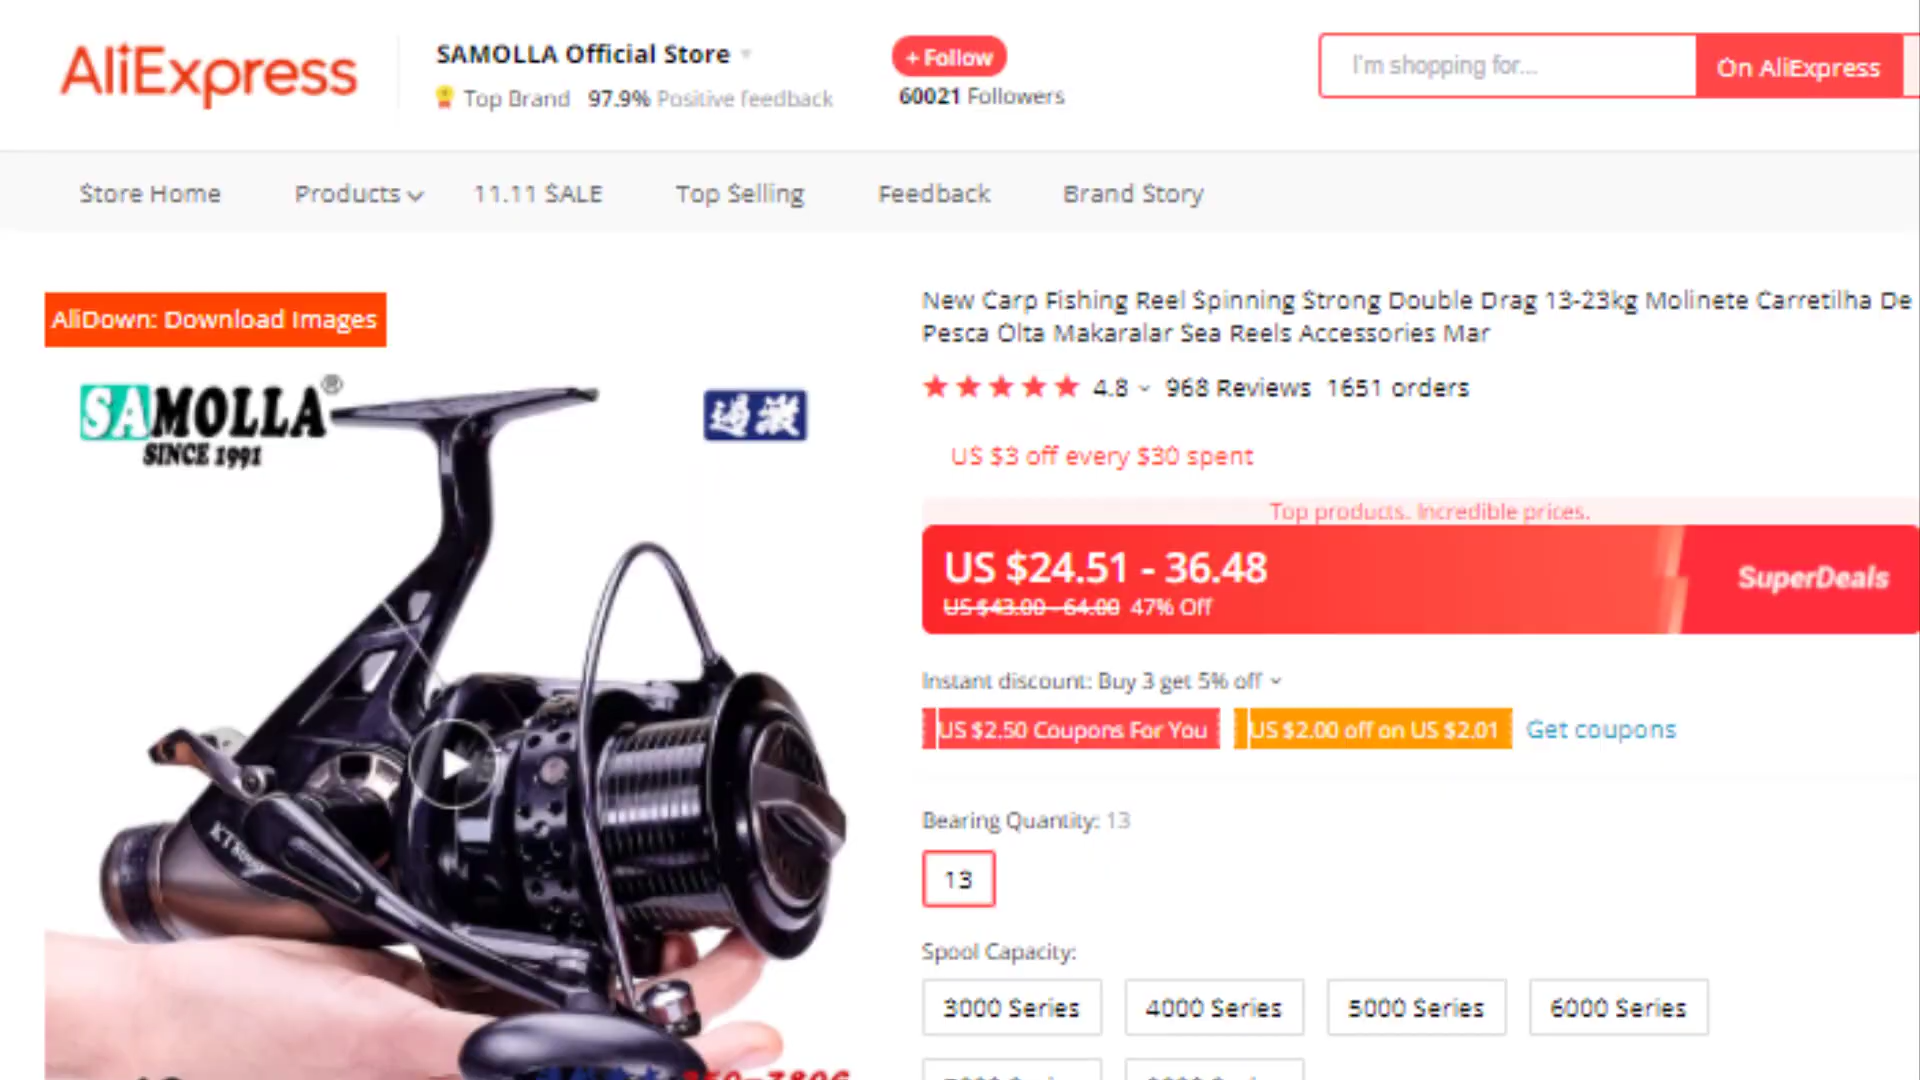 AliExpress
SAMOLLA Official Store
Top Brand 97.9% Positive feedback
+ Follow
60021 Followers
I'm shopping for...
On AliExpress
Store Home
Products
11.11 SALE
Top Selling
Feedback
Brand Story
AliDown: Download Images
SAMOLLA®
SINCE 1991
New Carp Fishing Reel Spinning Strong Double Drag 13-23kg Molinete Carretilha De
Pesca Olta Makaralar Sea Reels Accessories Mar
4.8
968 Reviews
1651 orders
US $3 off every $30 spent
Top products. Incredible prices.
US $24.51 - 36.48
US $43.00 - 64.00 47% Off
SuperDeals
Instant discount: Buy 3 get 5% off
US $2.50 Coupons For You
US $2.00 off on US $2.01
Get coupons
Bearing Quantity: 13
13
Spool Capacity:
3000 Series
4000 Series
5000 Series
6000 Series